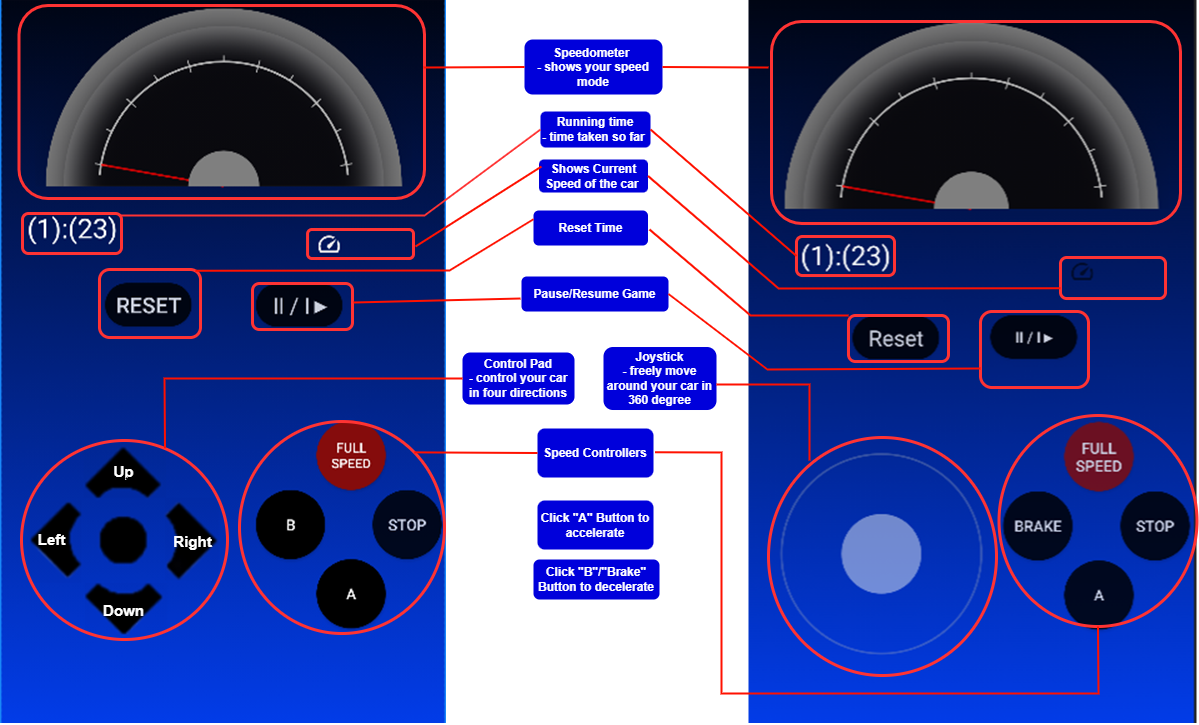 Speedometer
- shows your speed
mode
Running time
- time taken so far
Shows Current
Speed of the car
Reset Time
Pause/Resume Game
Control Pad
- control your car
in four directions
Joystick
- freely move
around your car in
360 degree
Speed Controllers
Click "A" Button to
accelerate
Click "B"/"Brake"
Button to decelerate
(1):(23)
RESET
II / I▶
Up
Left
Right
Down
FULL
SPEED
B
STOP
A
(1):(23)
Reset
II / I▶
FULL
SPEED
BRAKE
STOP
A